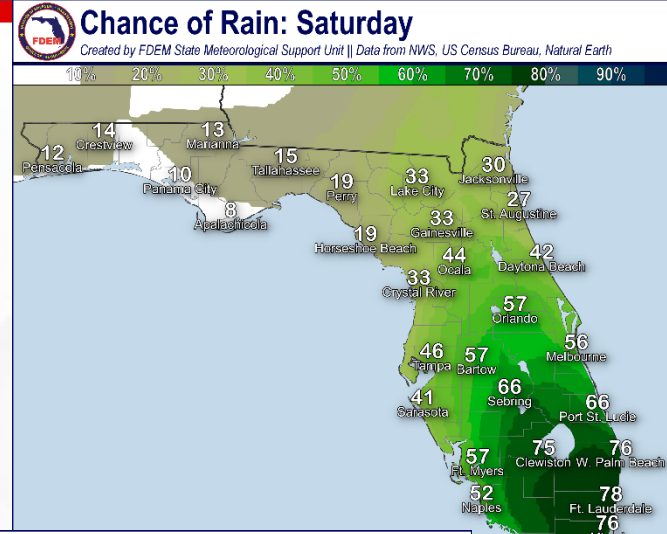 FDEM
Chance of Rain: Saturday
Created by FDEM State Meteorological Support Unit || Data from NWS, US Census Bureau, Natural Earth
10% 20% 30% 40% 50% 60% 70% 80% 90%
14
Crestview
13
Marianna
12
Pensacola
15
Tallahassee
10
Panama City
19
Perry
33
Lake City
30
Jacksonville
8
Apalachicola
27
St. Augustine
33
Gainesville
19
Horseshoe Beach
44
Ocala
42
Daytona Beach
33
Crystal River
57
Orlando
56
Melbourne
46
Tampa
57
Bartow
66
Sebring
41
Sarasota
66
Port St. Lucie
57
Ft. Myers
75
Clewiston
76
W. Palm Beach
52
Naples
78
Ft. Lauderdale
76